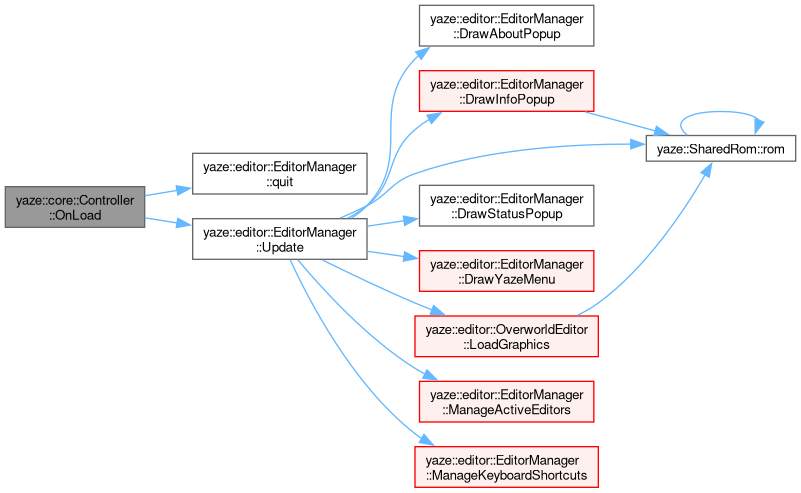 yaze::core::Controller
::OnLoad
yaze::editor::EditorManager
::quit
yaze::editor::EditorManager
::Update
yaze::editor::EditorManager
::DrawAboutPopup
yaze::editor::EditorManager
::DrawInfoPopup
yaze::editor::EditorManager
::DrawStatusPopup
yaze::editor::EditorManager
::DrawYazeMenu
yaze::editor::OverworldEditor
::LoadGraphics
yaze::editor::EditorManager
::ManageActiveEditors
yaze::editor::EditorManager
::ManageKeyboardShortcuts
yaze::SharedRom::rom